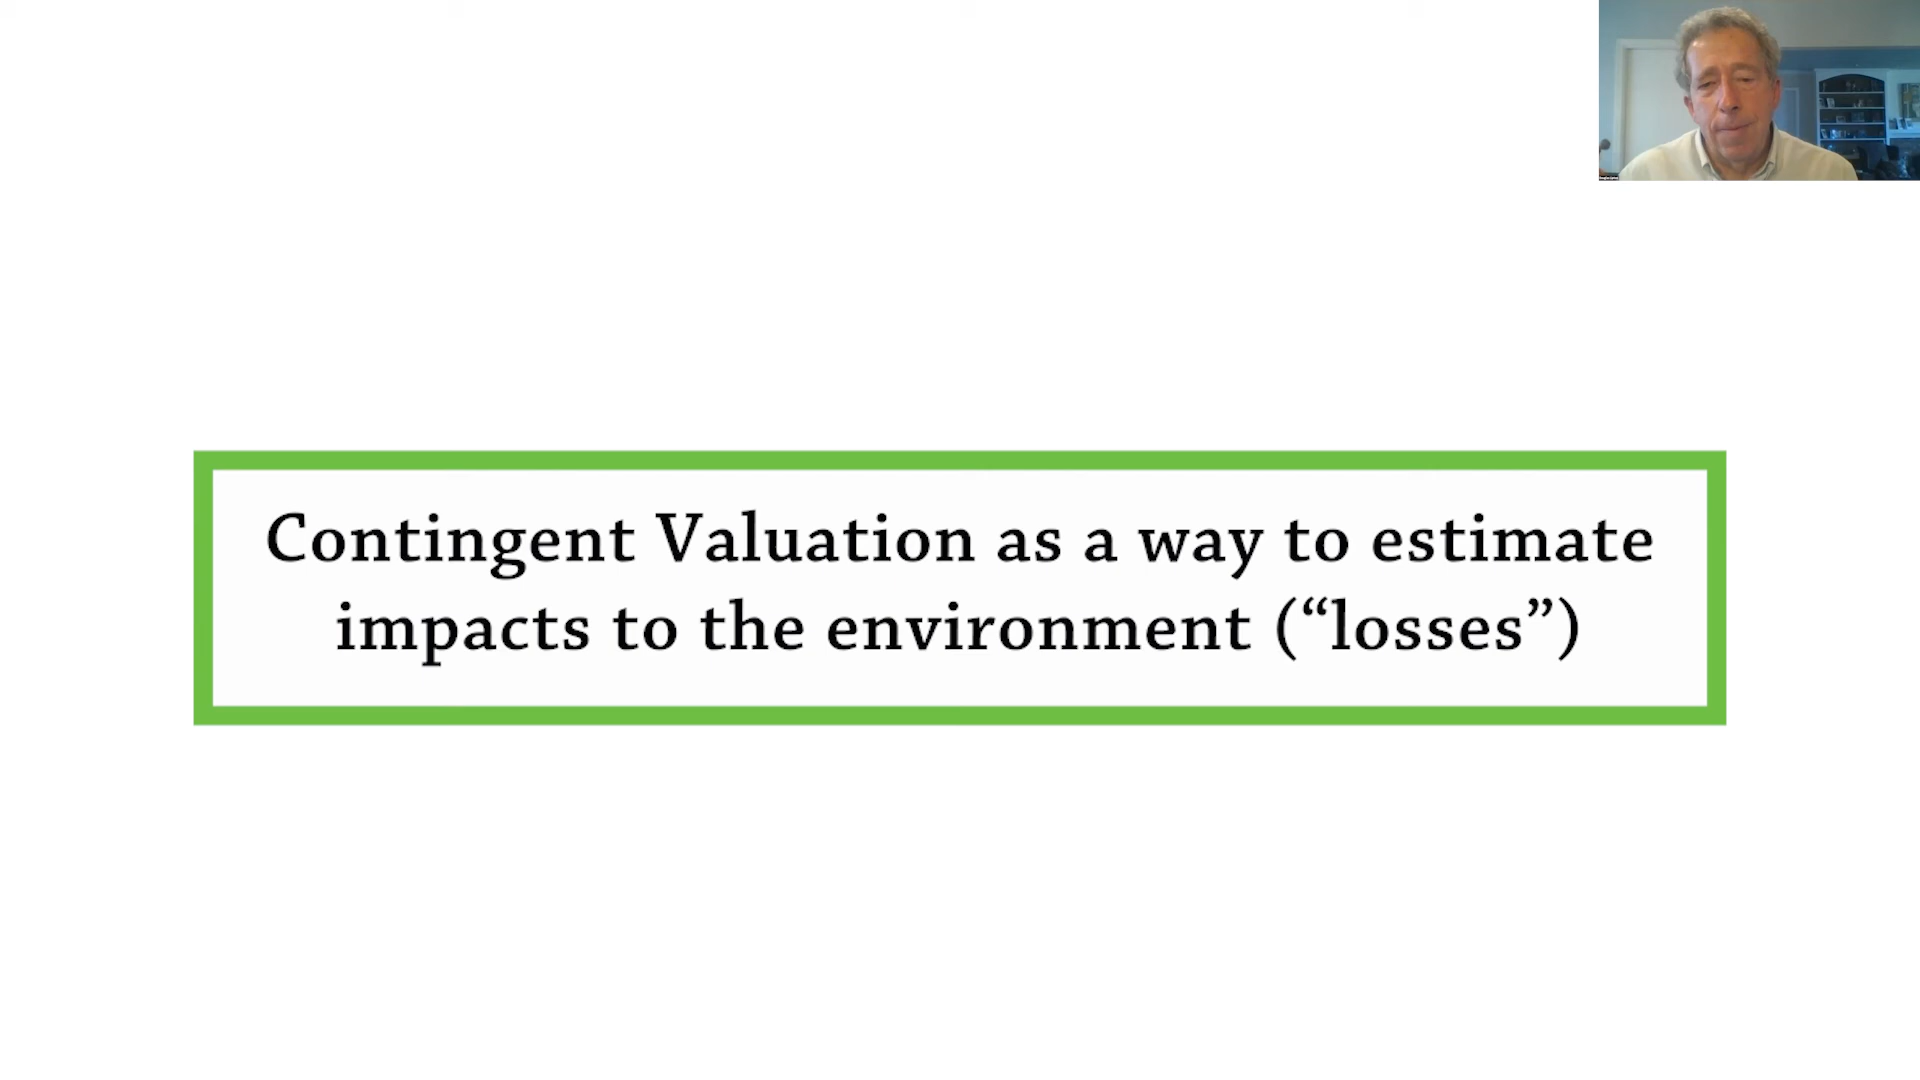 Contingent Valuation as a way to estimate
impacts to the environment (“losses”)